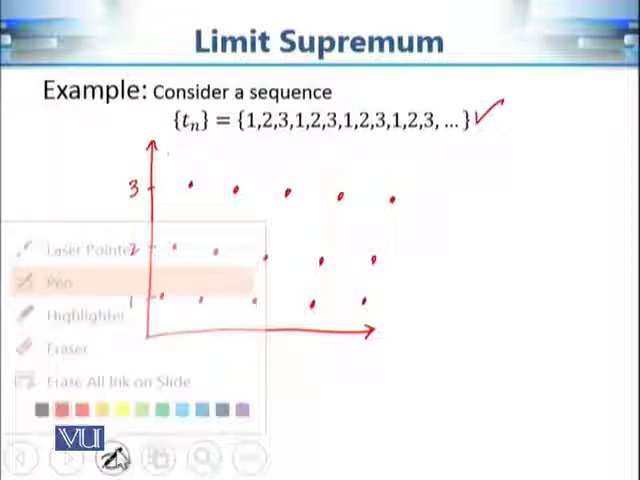 Limit Supremum
Example: Consider a sequence
{tₙ} = {1,2,3,1,2,3,1,2,3,1,2,3, … }
3
2
1
Laser Pointer
Pen
Highlighter
Eraser
Erase All Ink on Slide
VU